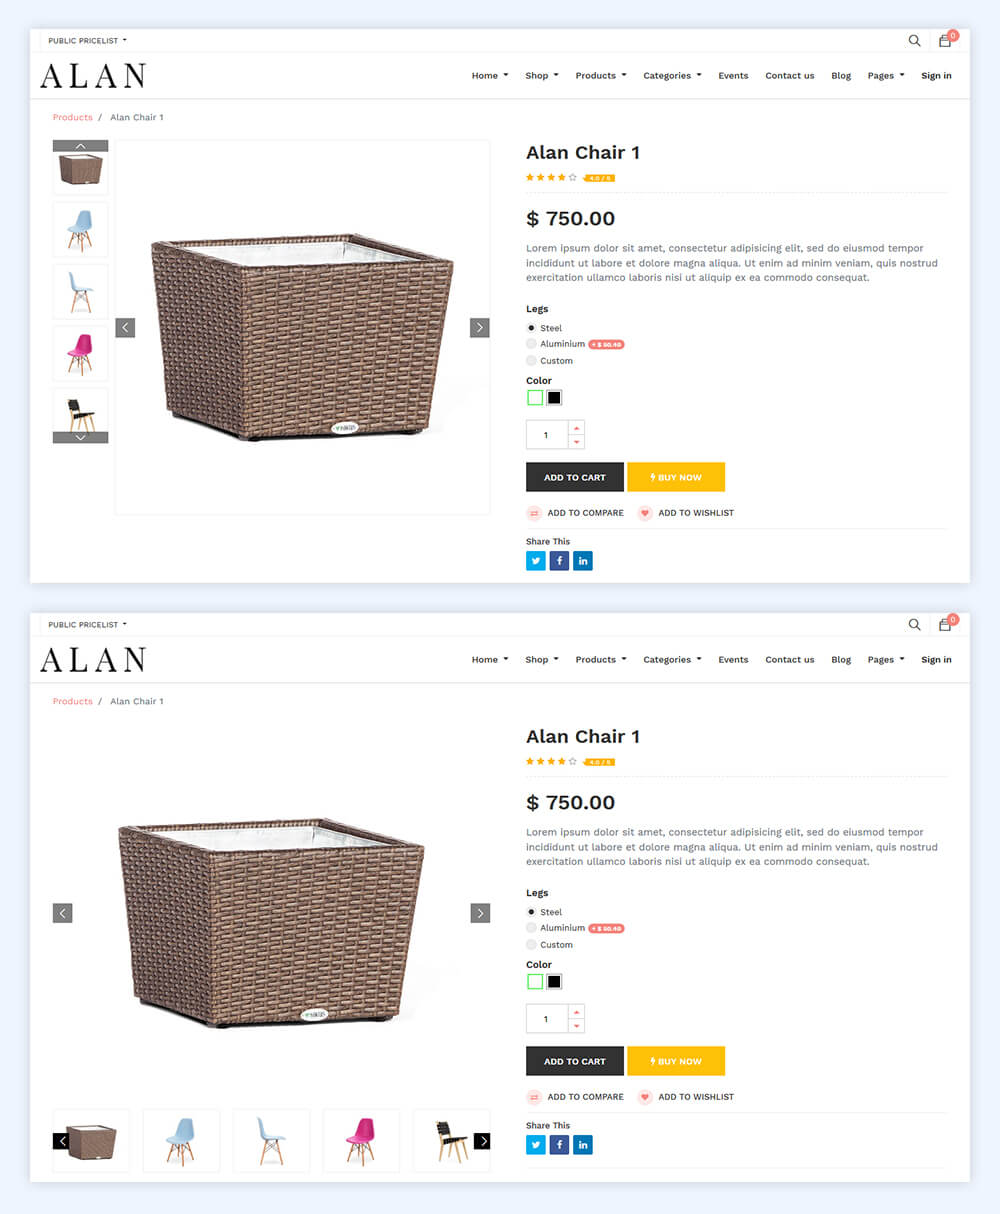 PUBLIC PRICELIST
0
ALAN
Home Shop Products Categories Events Contact us Blog Pages Sign in
Products / Alan Chair 1
Alan Chair 1
4.0 / 5
$ 750.00
Lorem ipsum dolor sit amet, consectetur adipisicing elit, sed do eiusmod tempor
incididunt ut labore et dolore magna aliqua. Ut enim ad minim veniam, quis nostrud
exercitation ullamco laboris nisi ut aliquip ex ea commodo consequat.
Legs
Steel
Aluminium + $ 50.40
Custom
Color
1
ADD TO CART BUY NOW
ADD TO COMPARE ADD TO WISHLIST
Share This
PUBLIC PRICELIST
0
ALAN
Home Shop Products Categories Events Contact us Blog Pages Sign in
Products / Alan Chair 1
Alan Chair 1
4.0 / 5
$ 750.00
Lorem ipsum dolor sit amet, consectetur adipisicing elit, sed do eiusmod tempor
incididunt ut labore et dolore magna aliqua. Ut enim ad minim veniam, quis nostrud
exercitation ullamco laboris nisi ut aliquip ex ea commodo consequat.
Legs
Steel
Aluminium + $ 50.40
Custom
Color
1
ADD TO CART BUY NOW
ADD TO COMPARE ADD TO WISHLIST
Share This